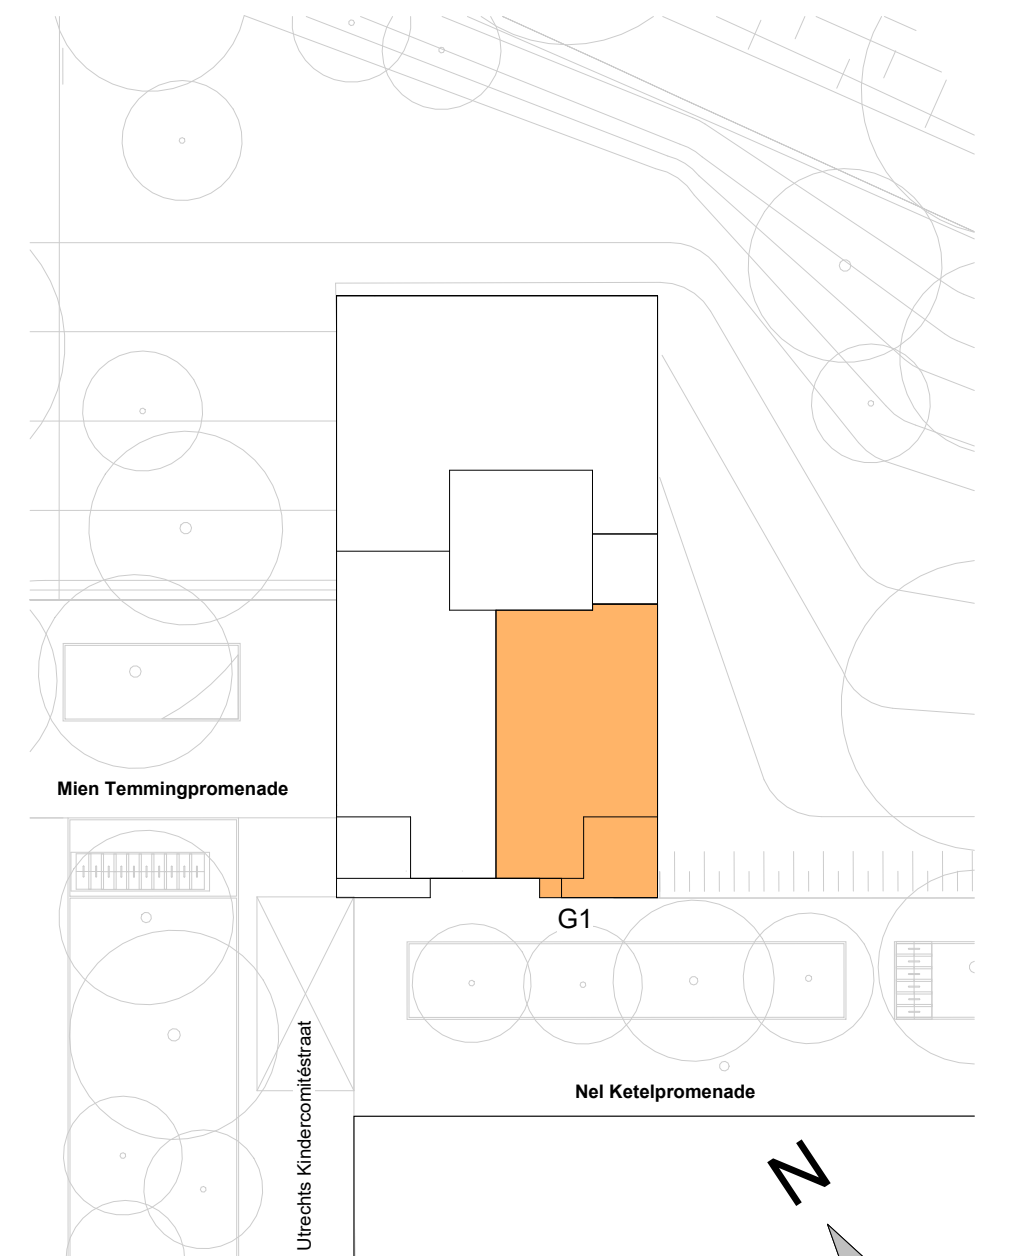 Mien Temmingpromenade
G1
Utrechts Kindercomitéstraat
Nel Ketelpromenade
N